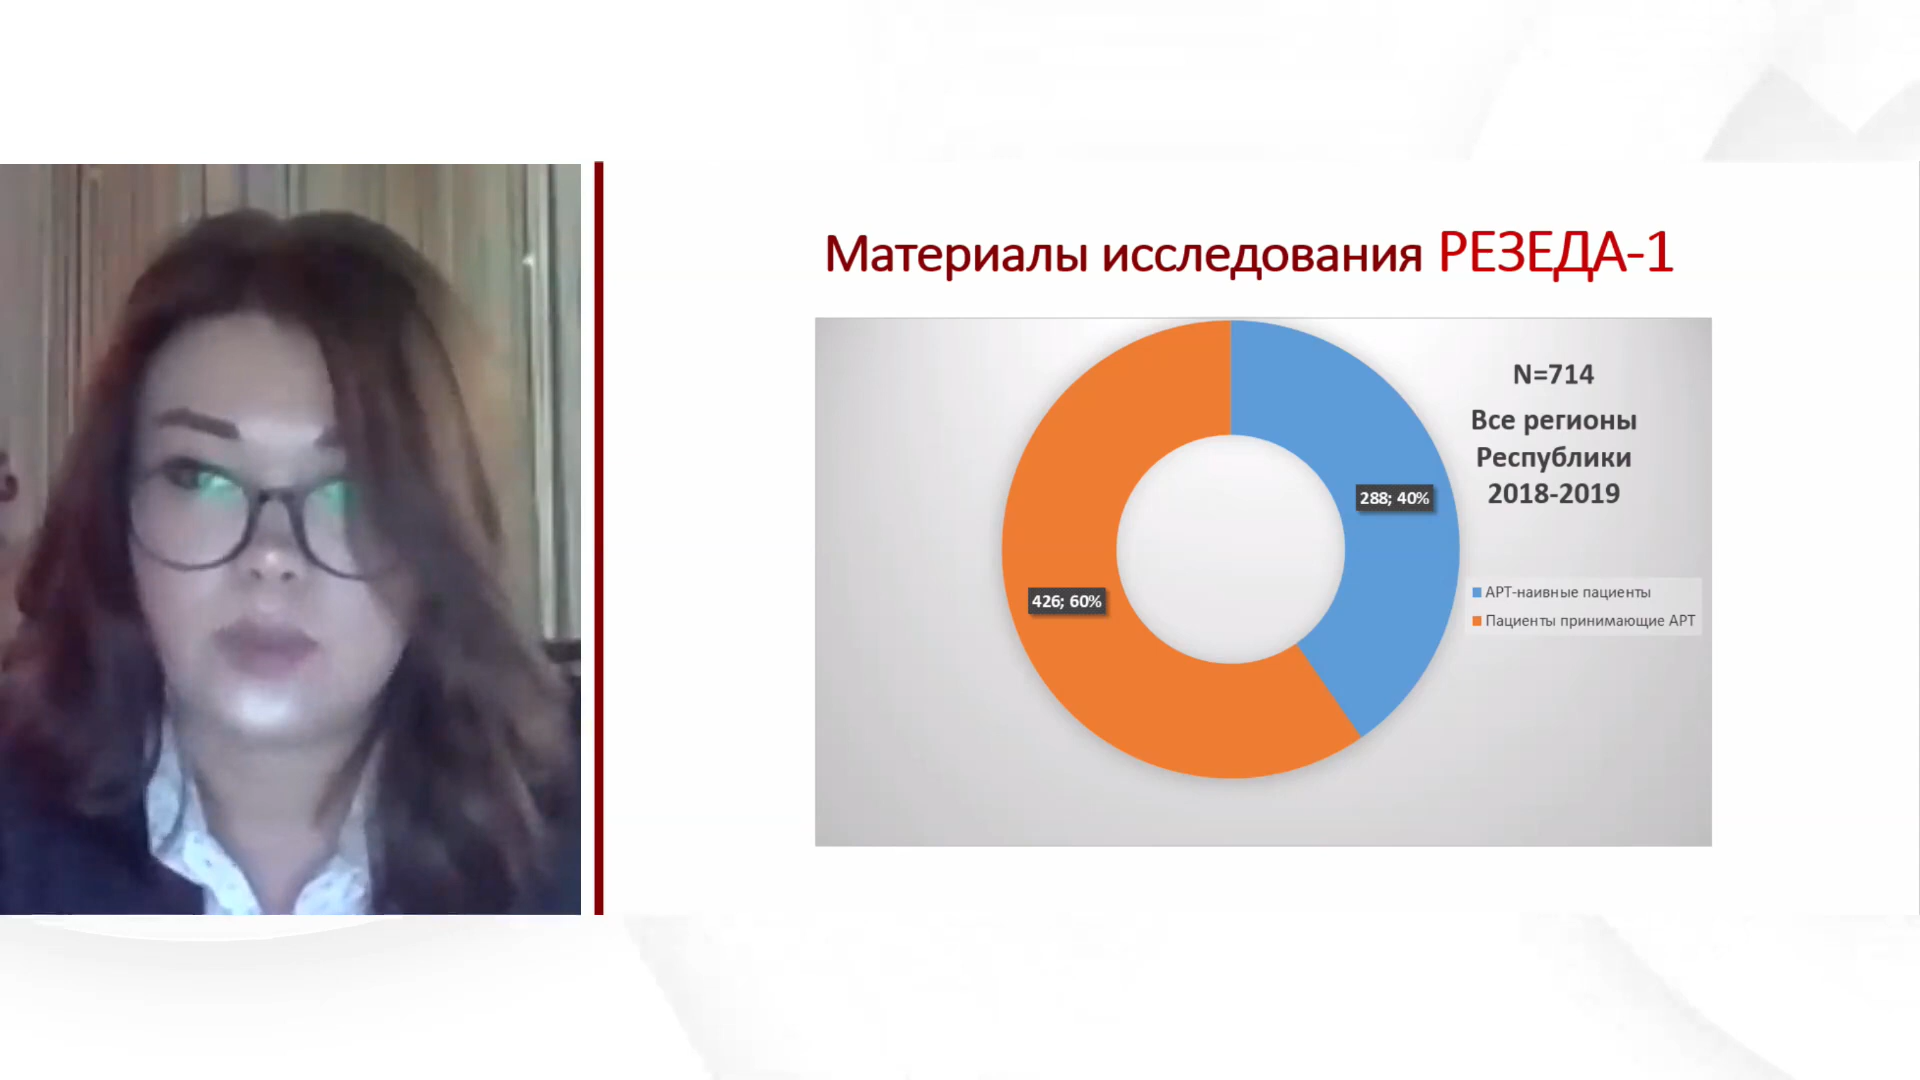 Материалы исследования РЕЗЕДА-1
N=714
Все регионы
Республики
2018-2019
288; 40%
426; 60%
АРТ-наивные пациенты
Пациенты принимающие АРТ